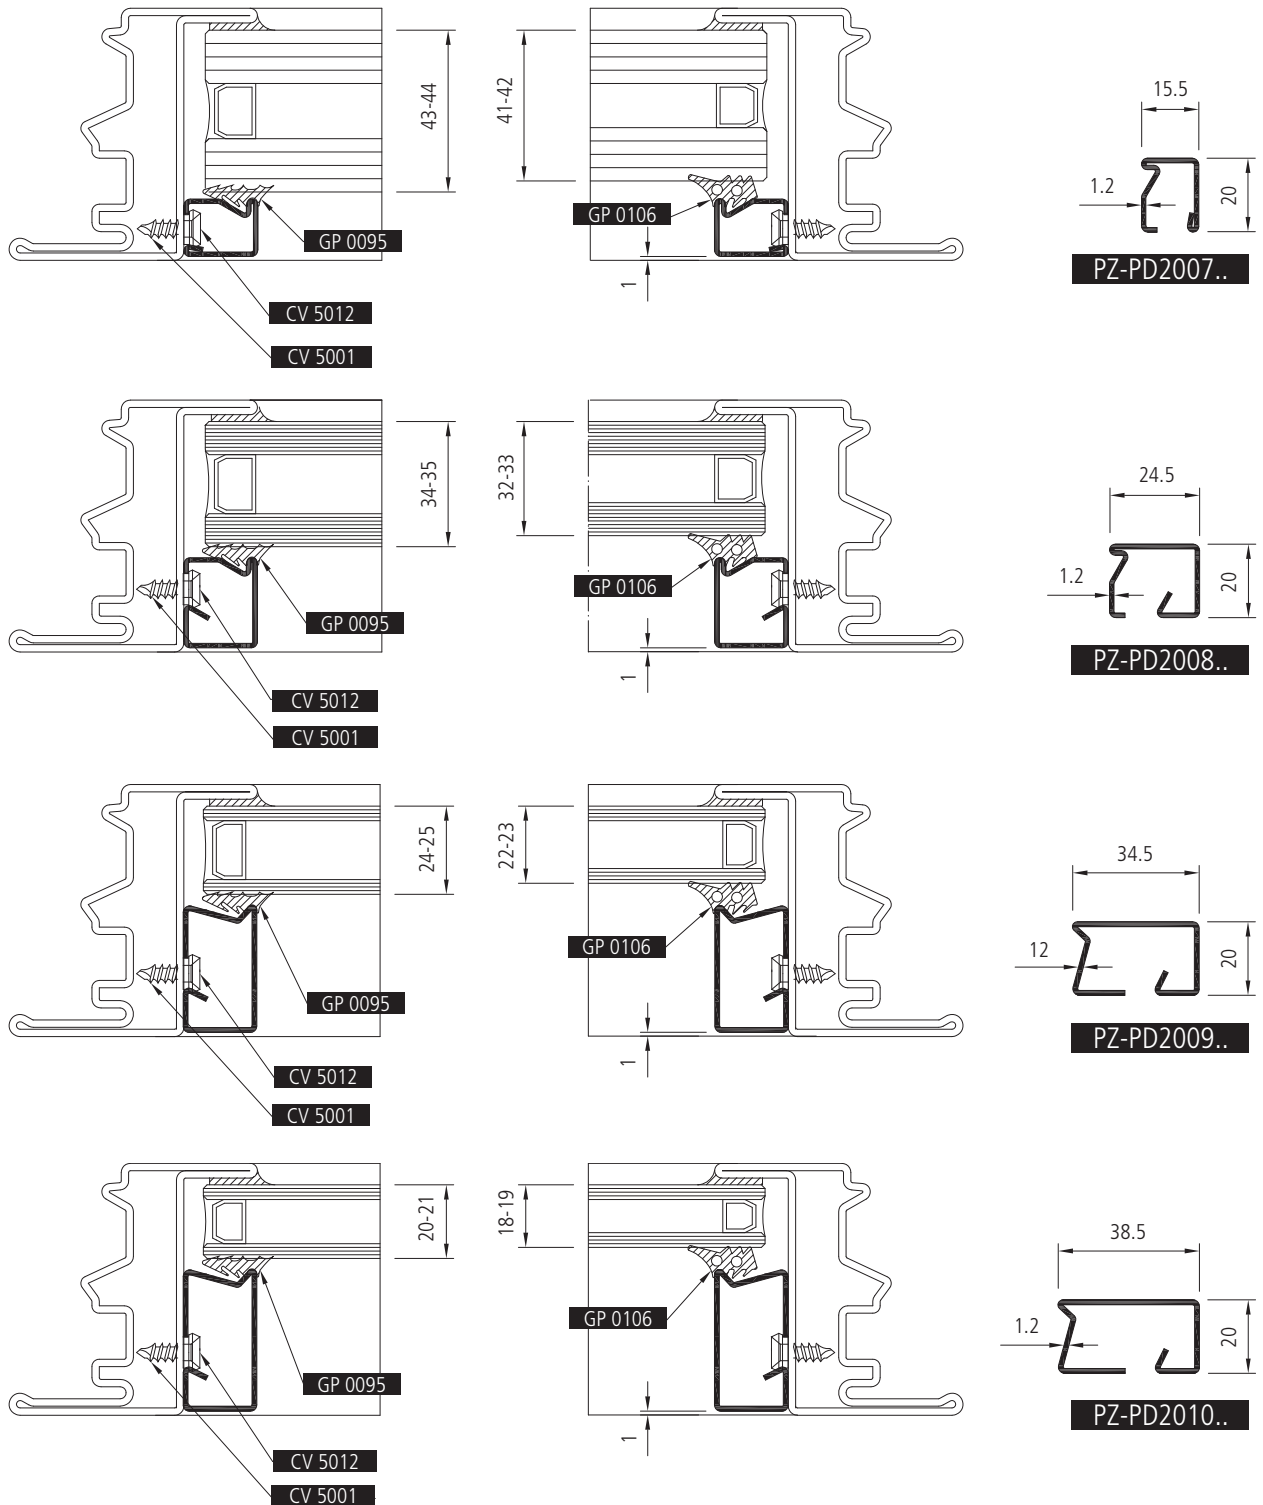 43-44
41-42
15.5
1.2
20
GP 0106
GP 0095
PZ-PD2007..
1
CV 5012
CV 5001
34-35
32-33
24.5
1.2
20
GP 0106
GP 0095
PZ-PD2008..
1
CV 5012
CV 5001
24-25
22-23
34.5
12
20
GP 0106
GP 0095
PZ-PD2009..
1
CV 5012
CV 5001
20-21
18-19
38.5
1.2
20
GP 0106
GP 0095
PZ-PD2010..
1
CV 5012
CV 5001